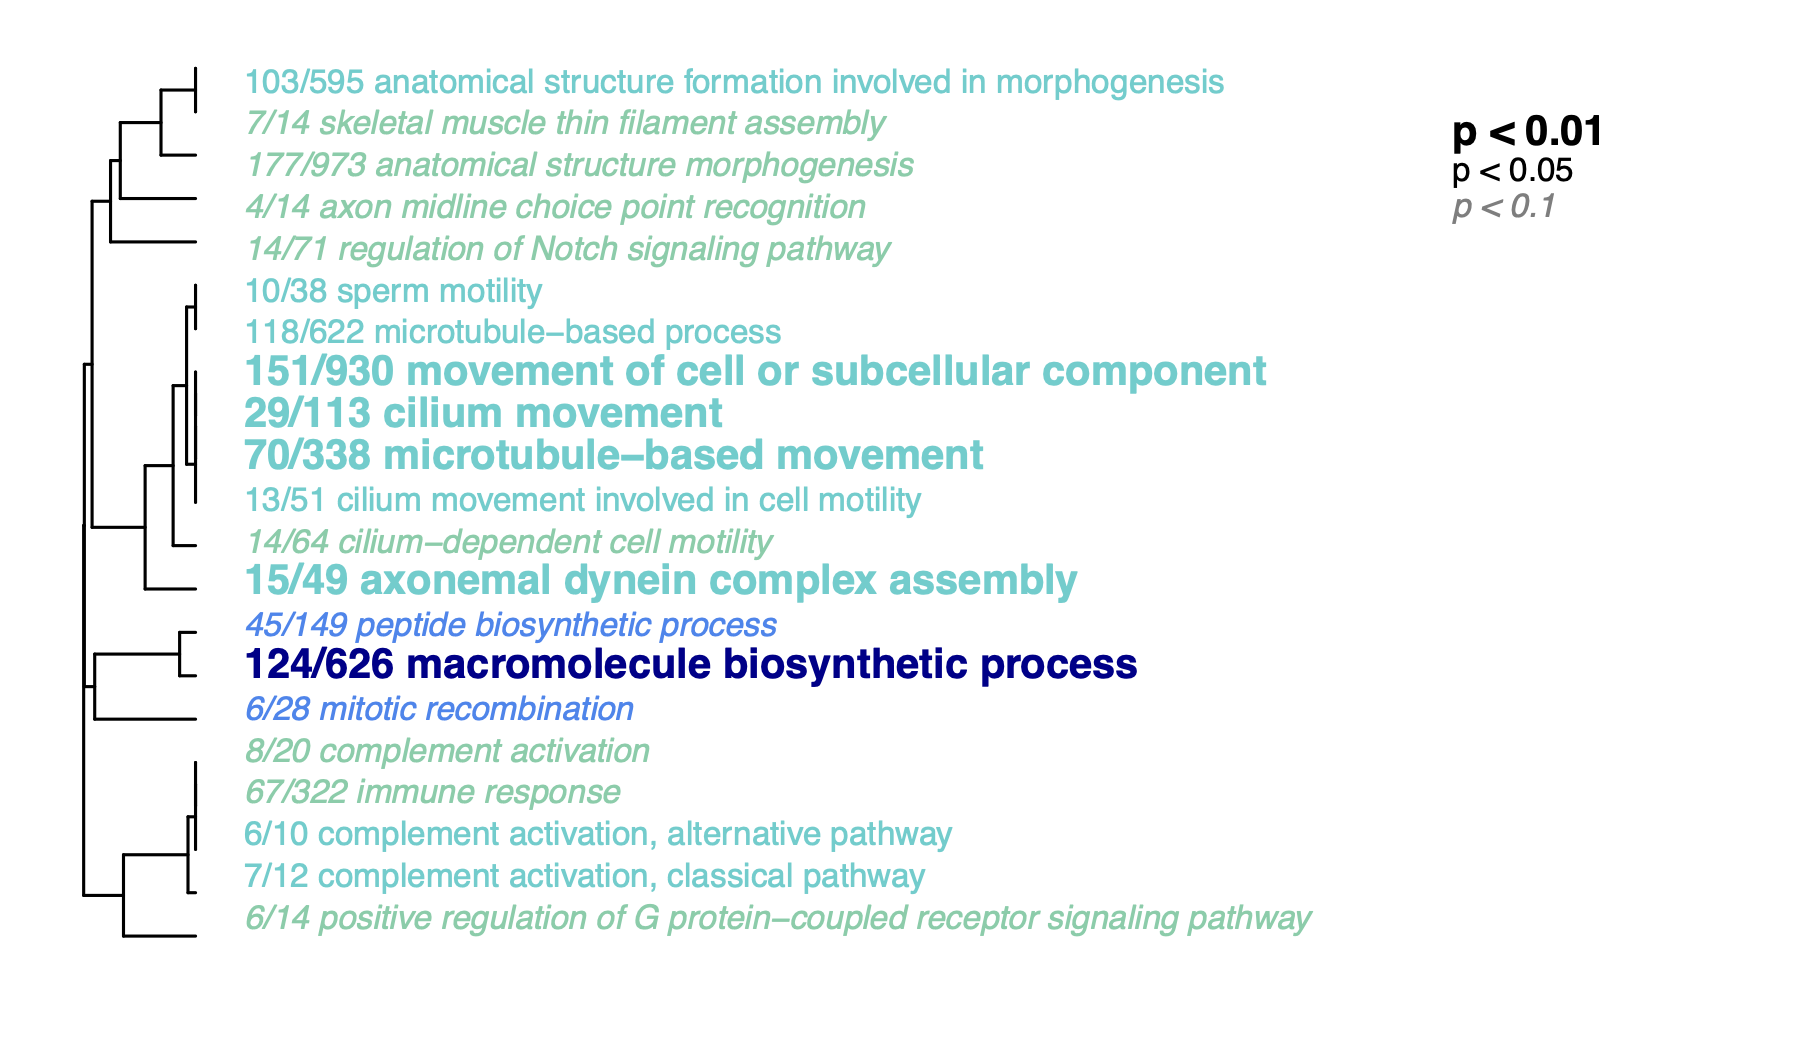 103/595 anatomical structure formation involved in morphogenesis
7/14 skeletal muscle thin filament assembly
177/973 anatomical structure morphogenesis
4/14 axon midline choice point recognition
14/71 regulation of Notch signaling pathway
10/38 sperm motility
118/622 microtubule−based process
151/930 movement of cell or subcellular component
29/113 cilium movement
70/338 microtubule−based movement
13/51 cilium movement involved in cell motility
14/64 cilium−dependent cell motility
15/49 axonemal dynein complex assembly
45/149 peptide biosynthetic process
124/626 macromolecule biosynthetic process
6/28 mitotic recombination
8/20 complement activation
67/322 immune response
6/10 complement activation, alternative pathway
7/12 complement activation, classical pathway
6/14 positive regulation of G protein−coupled receptor signaling pathway
p < 0.01
p < 0.05
p < 0.1